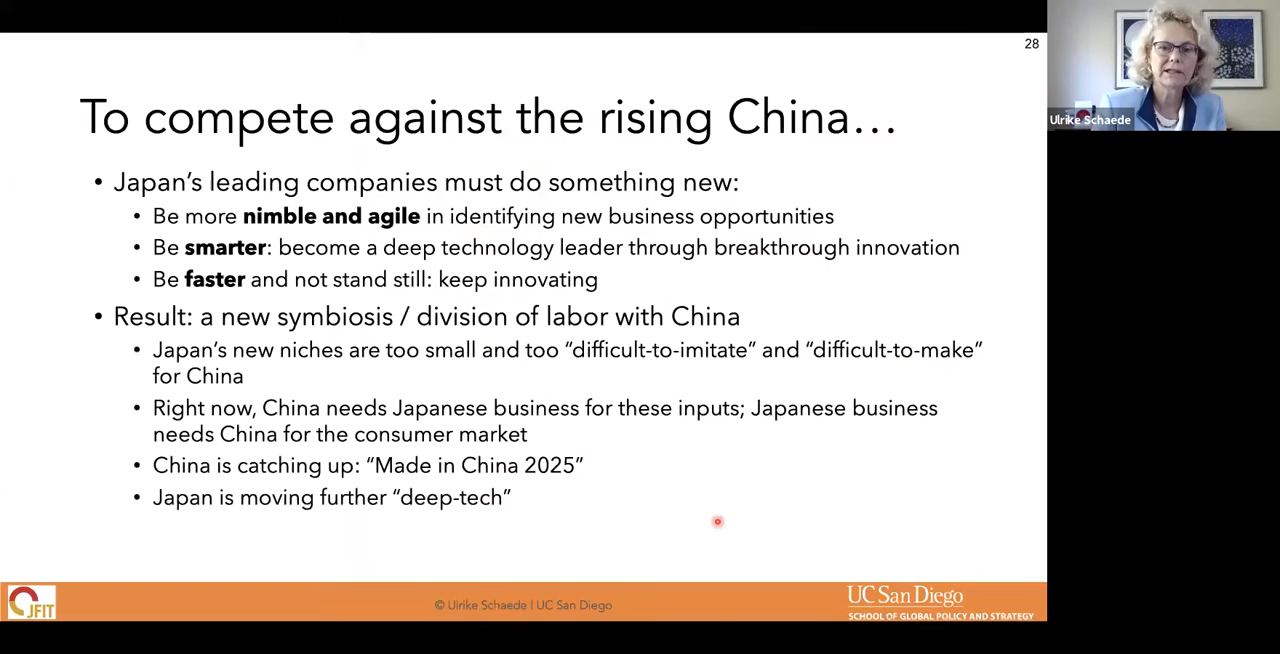 28
To compete against the rising China…
• Japan’s leading companies must do something new:
• Be more nimble and agile in identifying new business opportunities
• Be smarter: become a deep technology leader through breakthrough innovation
• Be faster and not stand still: keep innovating
• Result: a new symbiosis / division of labor with China
• Japan’s new niches are too small and too “difficult-to-imitate” and “difficult-to-make”
for China
• Right now, China needs Japanese business for these inputs; Japanese business
needs China for the consumer market
• China is catching up: “Made in China 2025”
• Japan is moving further “deep-tech”
Ulrike Schaede
JFIT
© Ulrike Schaede | UC San Diego
UC San Diego
SCHOOL OF GLOBAL POLICY AND STRATEGY